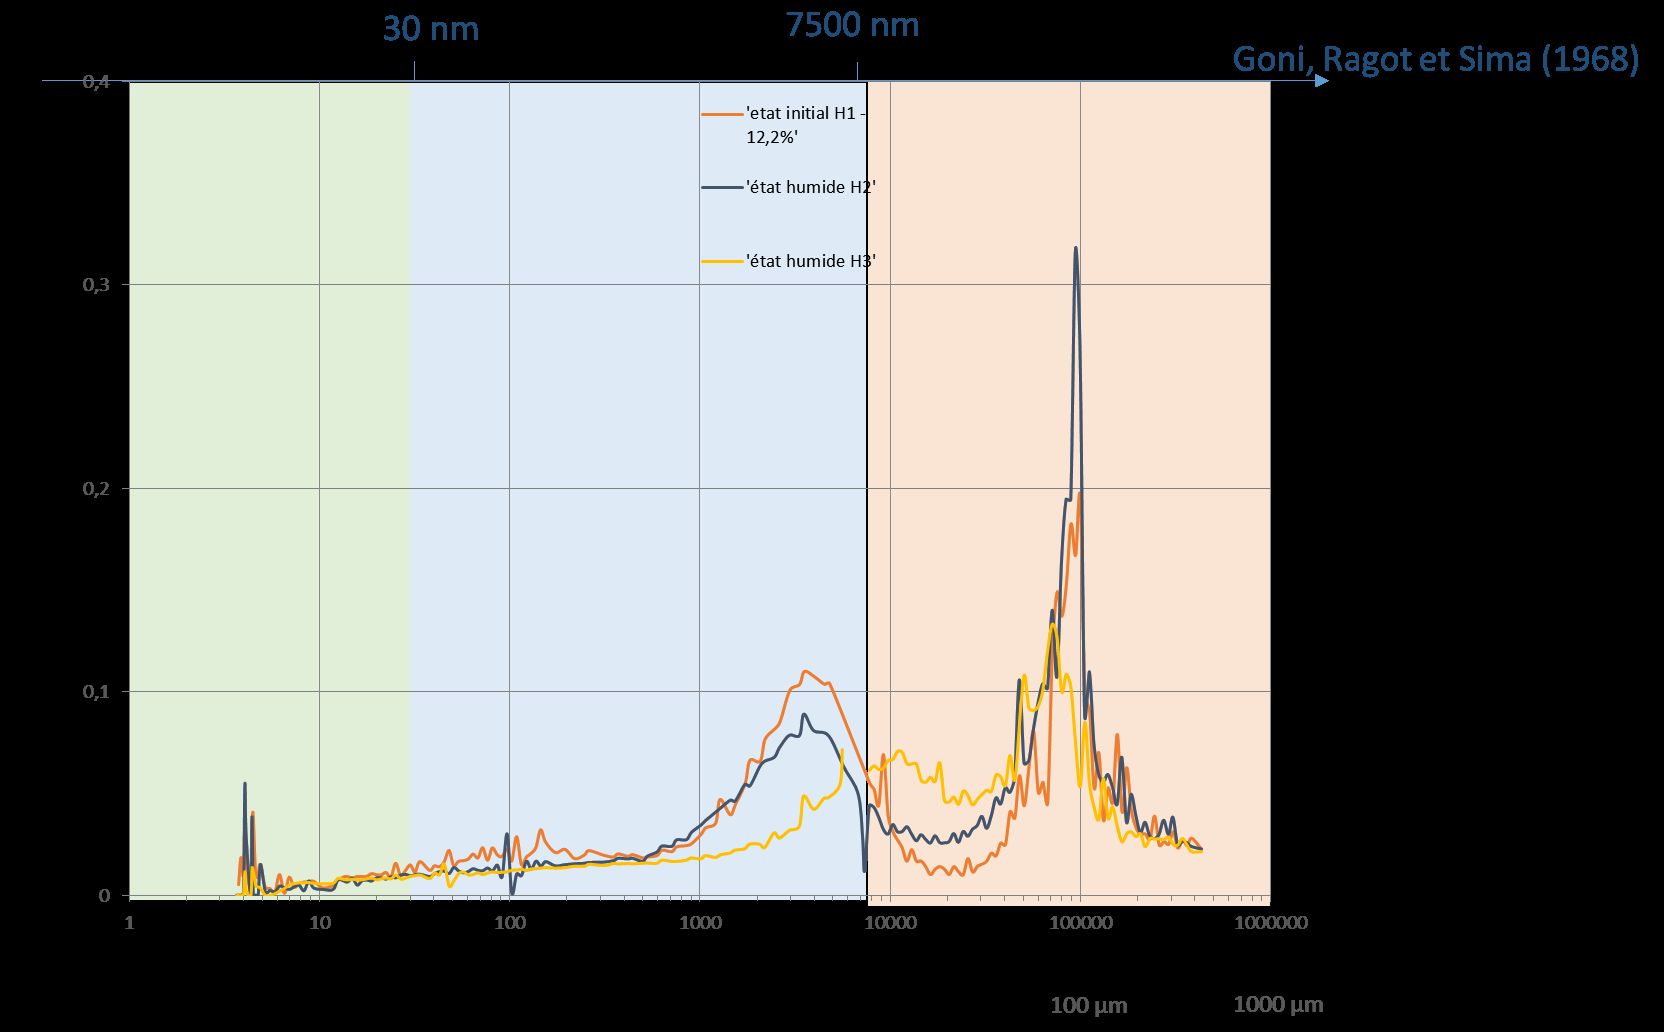 30 nm
7500 nm
Goni, Ragot et Sima (1968)
0,4
'etat initial H1 -
12,2%'
'état humide H2'
'état humide H3'
0,3
0,2
0,1
0
1 10 100 1000 10000 100000 1000000
100 µm 1000 µm